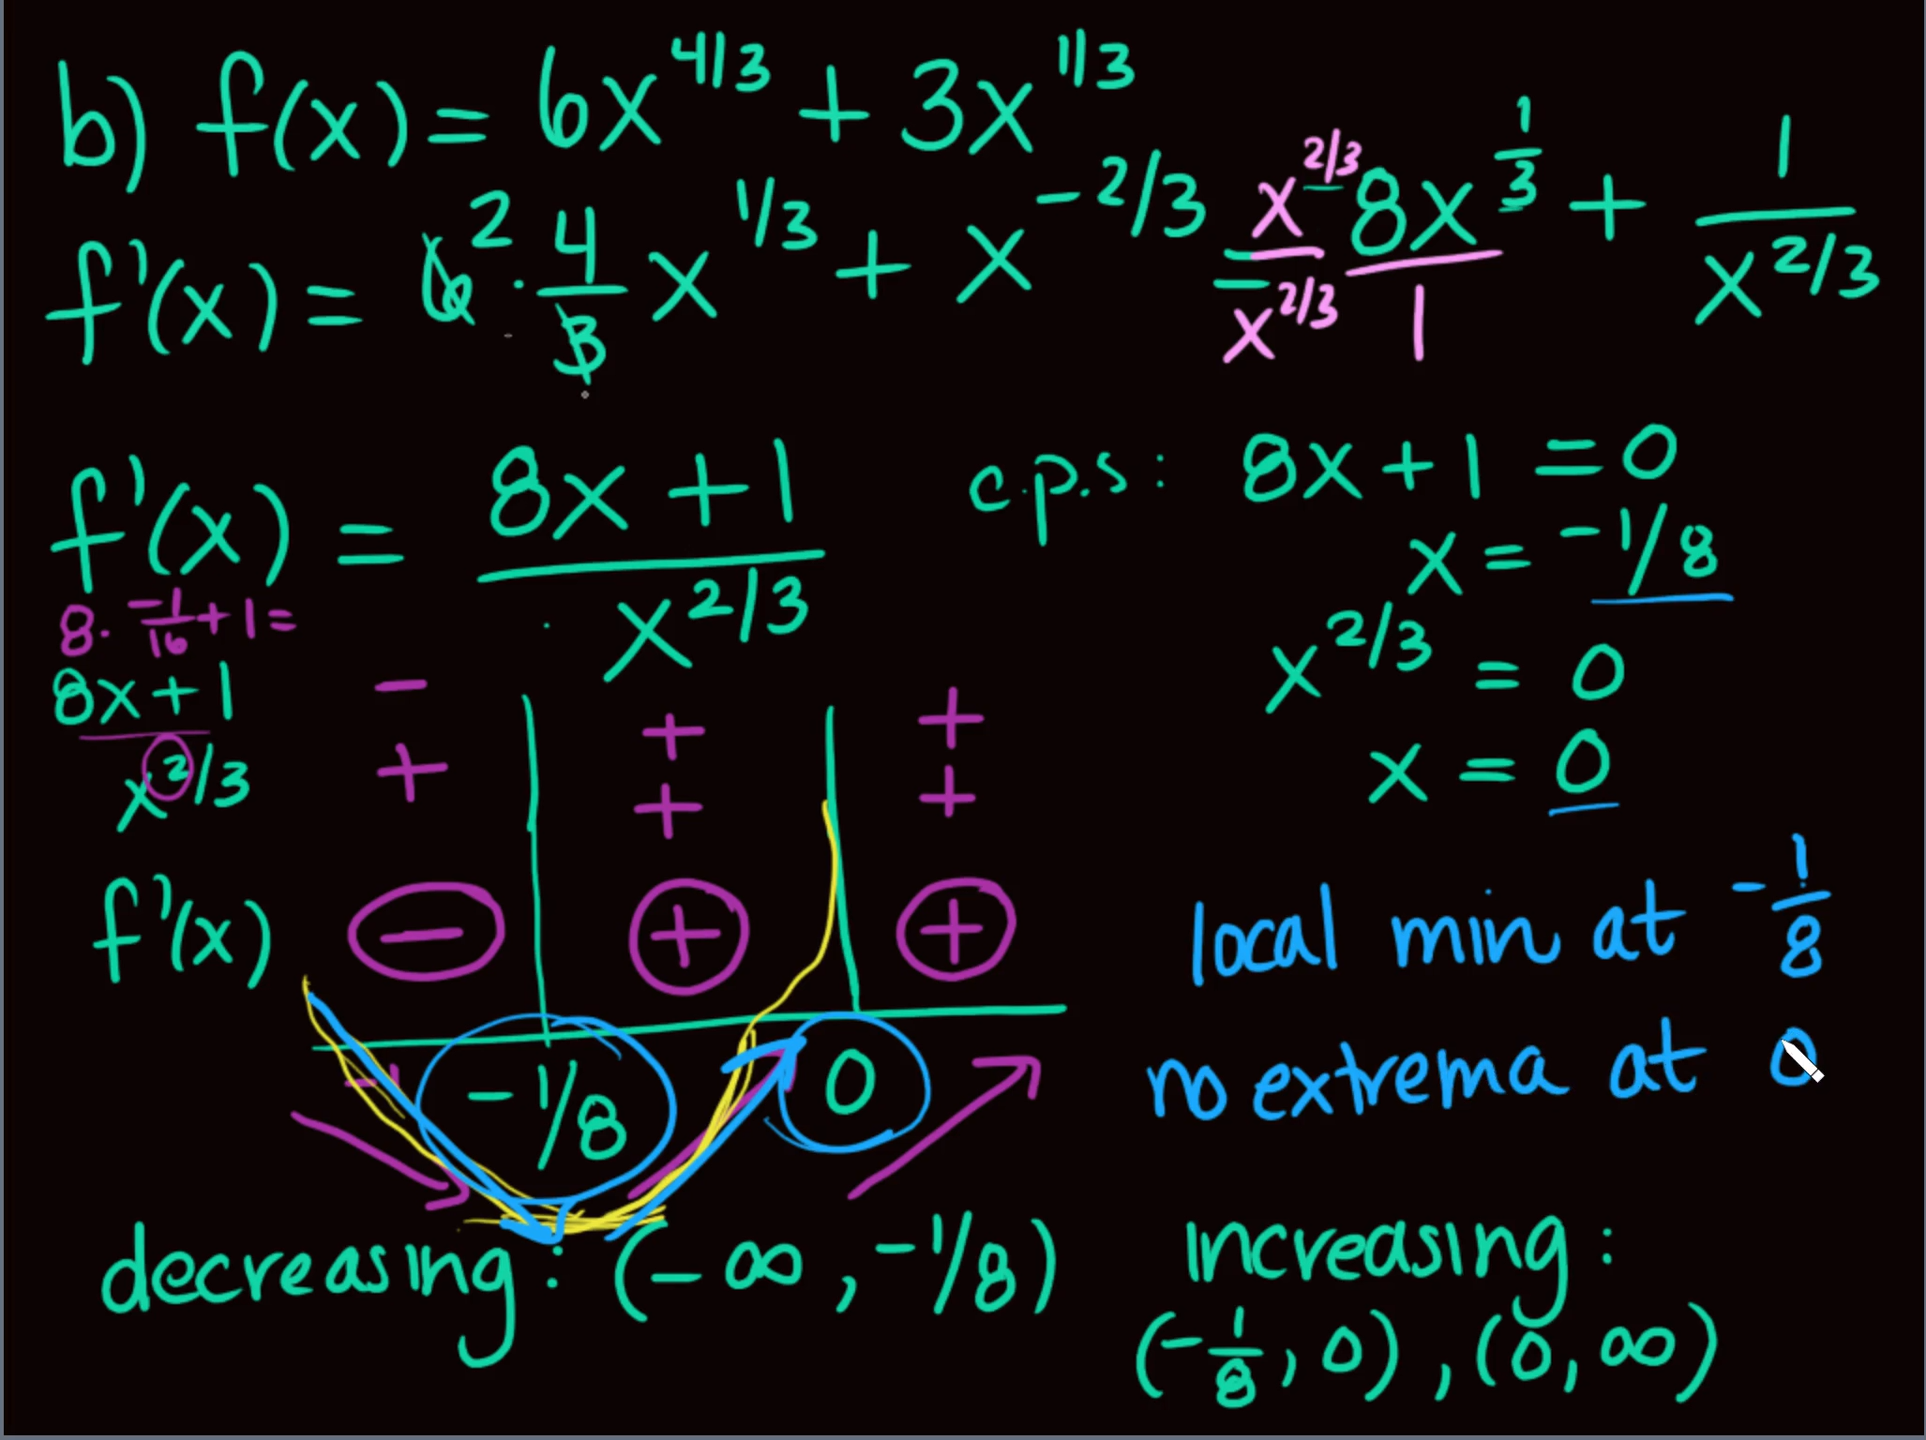 b) f(x) = 6x^{4/3} + 3x^{1/3}
f'(x) = 6^2 · 4/3 x^{1/3} + x^{-2/3} = x^{2/3}/x^{2/3} 8x^{1/3}/1 + 1/x^{2/3}
f'(x) = (8x + 1)/x^{2/3}
c.p.s: 8x + 1 = 0
x = -1/8
x^{2/3} = 0
x = 0
8 · -1/16 + 1 =
8x + 1 − + +
x^{2/3} + + +
f'(x) − + +
-1 -1/8 0
local min at -1/8
no extrema at 0
decreasing: (-∞, -1/8)
increasing:
(-1/8, 0), (0, ∞)